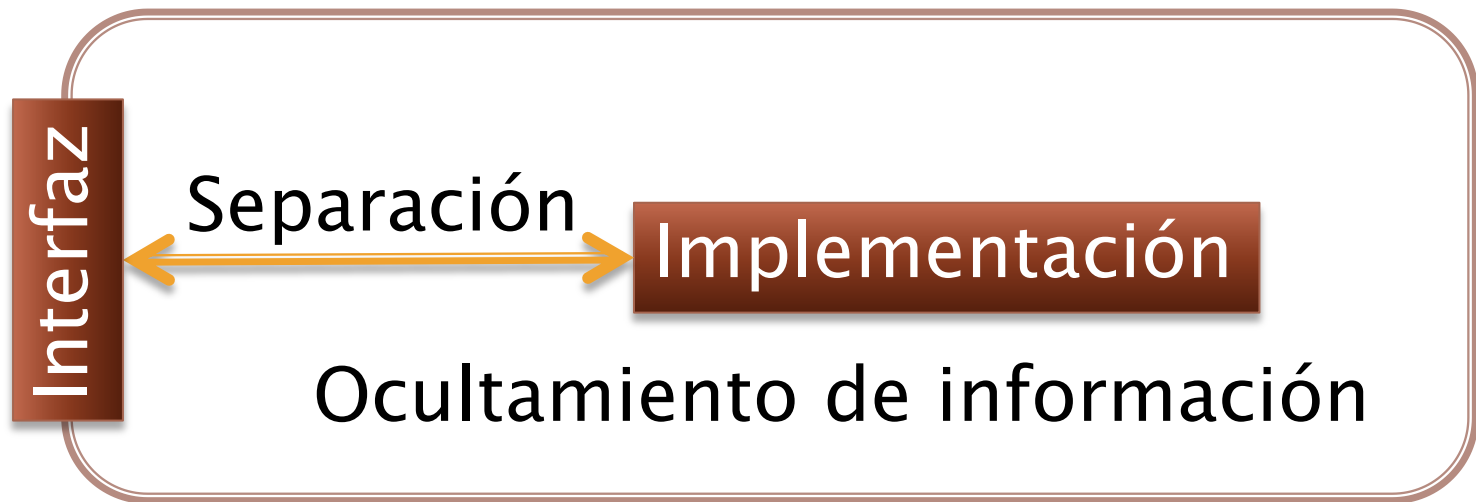 Interfaz
Separación
Implementación
Ocultamiento de información